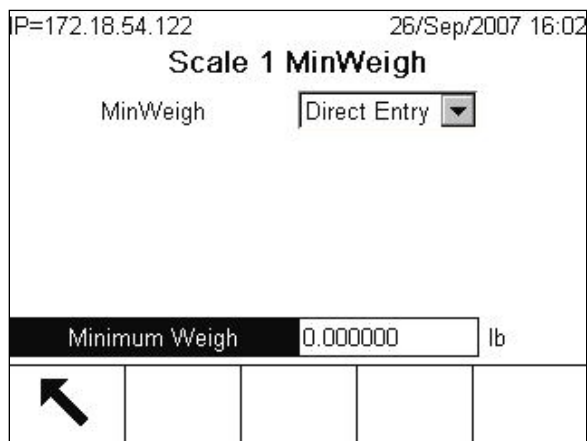 IP=172.18.54.122 26/Sep/2007 16:02
Scale 1 MinWeigh
MinWeigh Direct Entry
Minimum Weigh 0.000000 lb